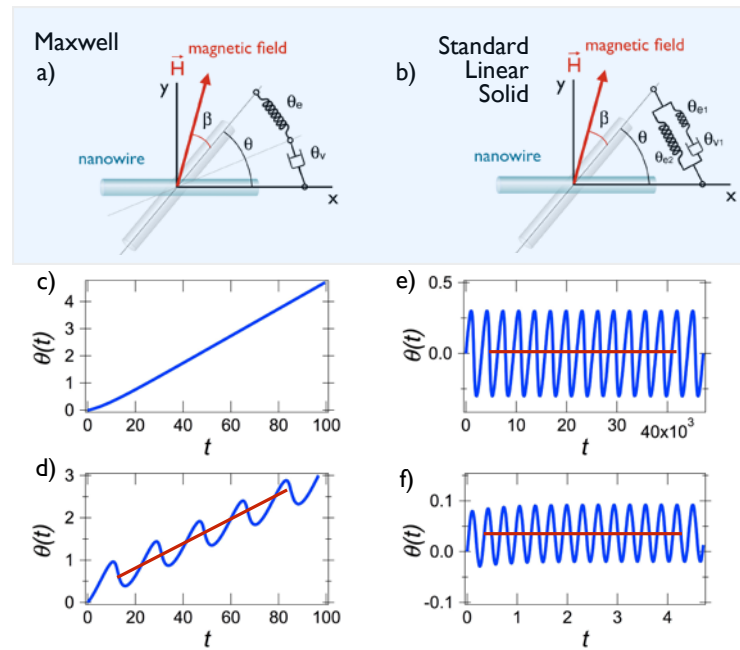 Maxwell
a)
H
magnetic field
y
β
θ
θe
θv
nanowire
x
b)
Standard
Linear
Solid
H
magnetic field
y
β
θ
θe1
θv1
θe2
nanowire
x
c)
θ(t)
4
3
2
1
0
0 20 40 60 80 100
t
e)
θ(t)
0.5
0.0
0 10 20 30 40x10³
t
d)
θ(t)
3
2
1
0
0 20 40 60 80 100
t
f)
θ(t)
0.1
0.0
-0.1
0 1 2 3 4
t